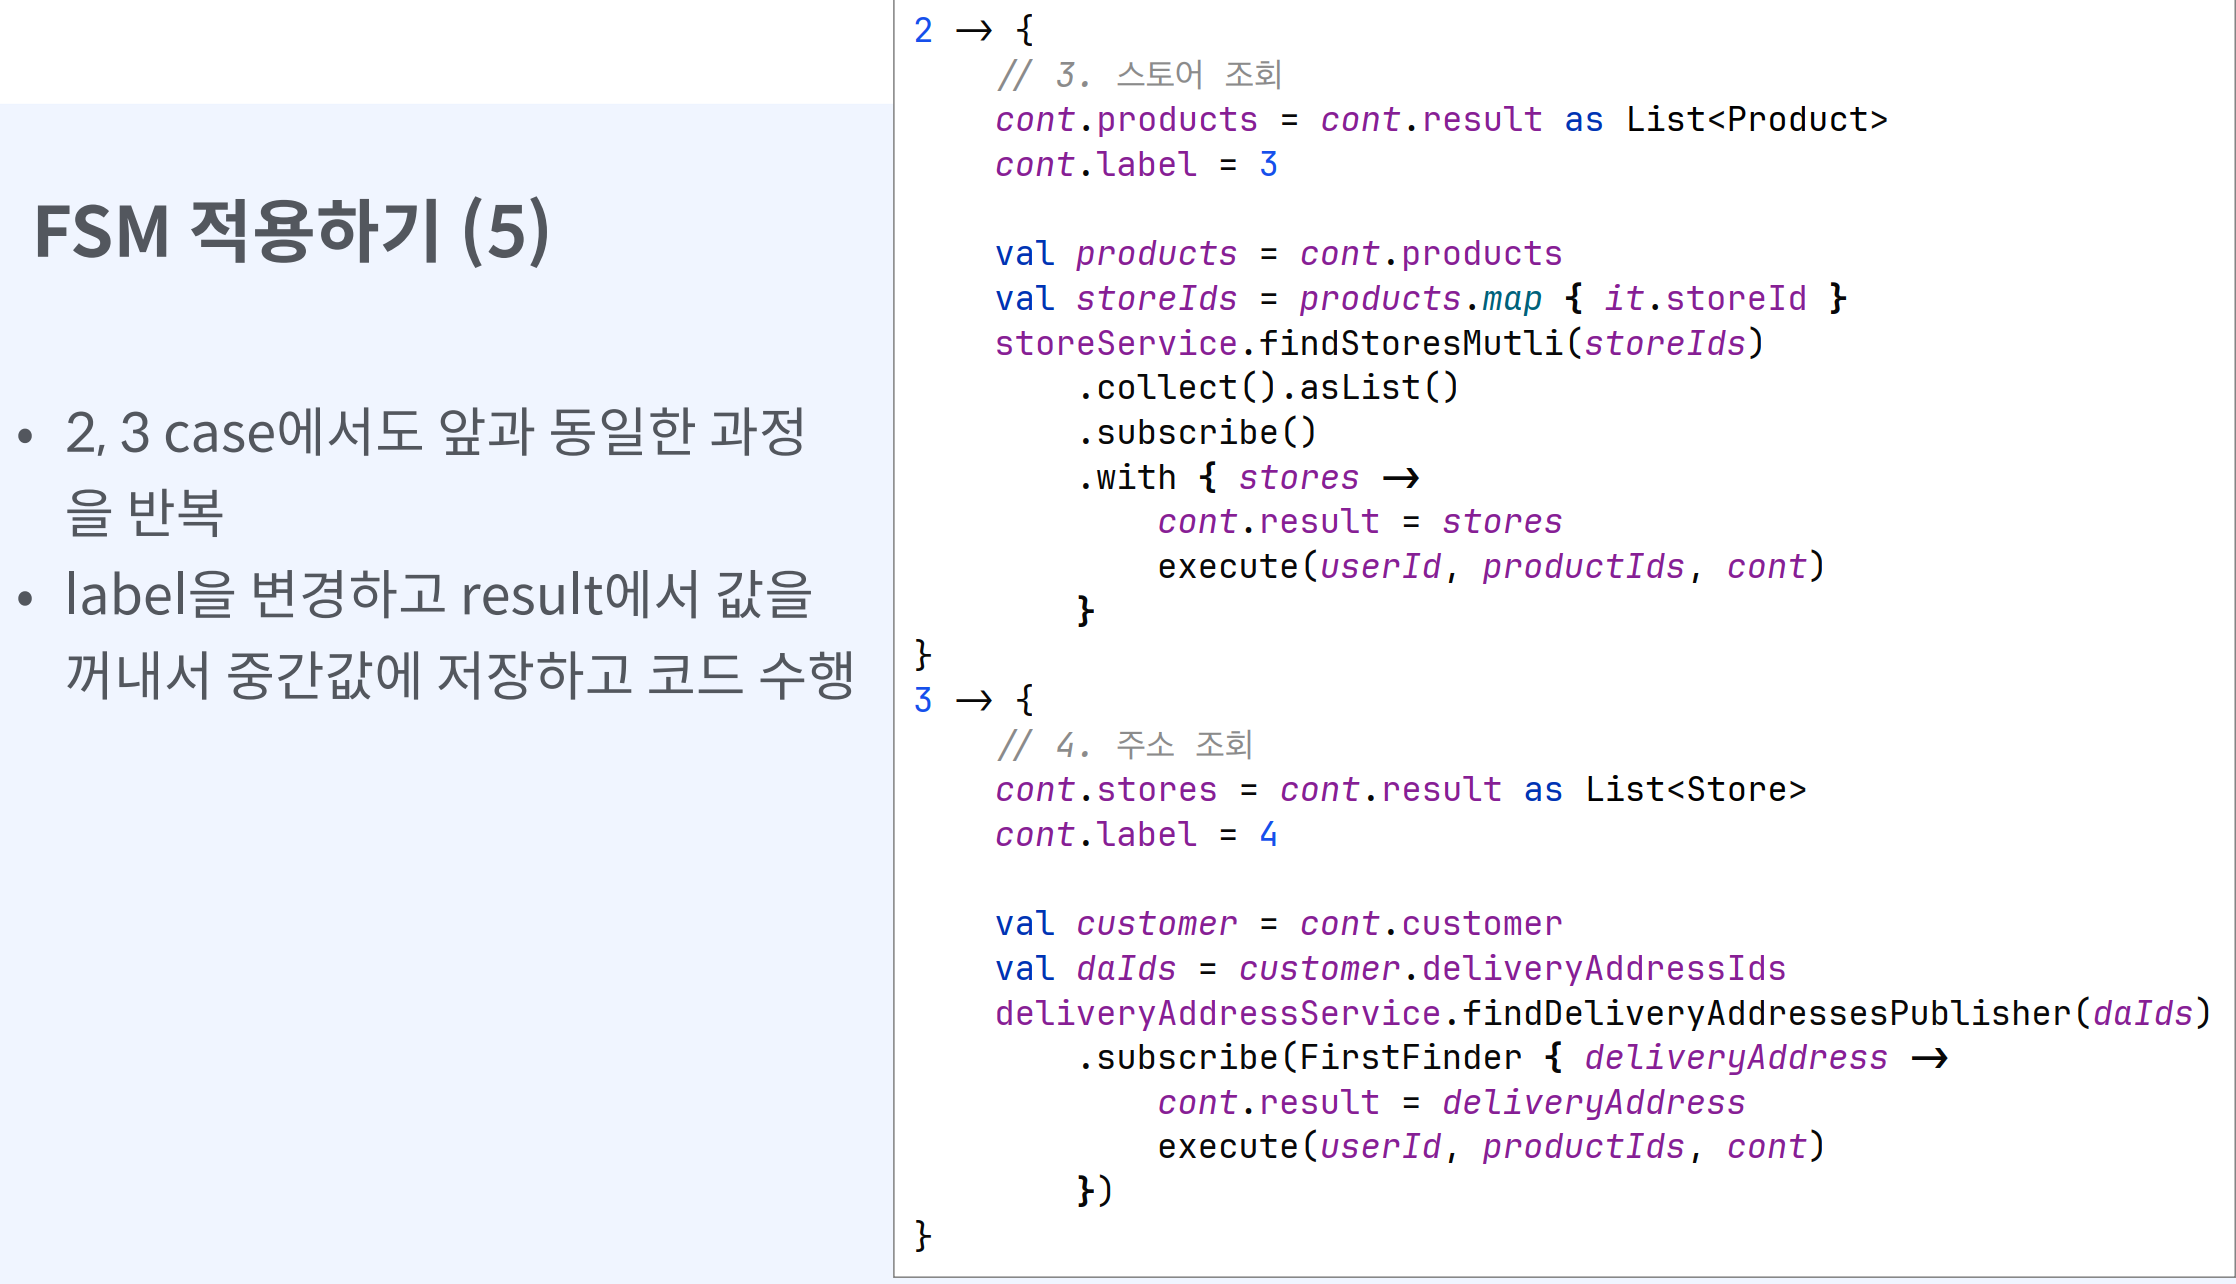 FSM 적용하기 (5)
• 2, 3 case에서도 앞과 동일한 과정
을 반복
• label을 변경하고 result에서 값을
꺼내서 중간값에 저장하고 코드 수행
2 -> {
    // 3. 스토어 조회
    cont.products = cont.result as List<Product>
    cont.label = 3

    val products = cont.products
    val storeIds = products.map { it.storeId }
    storeService.findStoresMutli(storeIds)
        .collect().asList()
        .subscribe()
        .with { stores ->
            cont.result = stores
            execute(userId, productIds, cont)
        }
}
3 -> {
    // 4. 주소 조회
    cont.stores = cont.result as List<Store>
    cont.label = 4

    val customer = cont.customer
    val daIds = customer.deliveryAddressIds
    deliveryAddressService.findDeliveryAddressesPublisher(daIds)
        .subscribe(FirstFinder { deliveryAddress ->
            cont.result = deliveryAddress
            execute(userId, productIds, cont)
        })
}